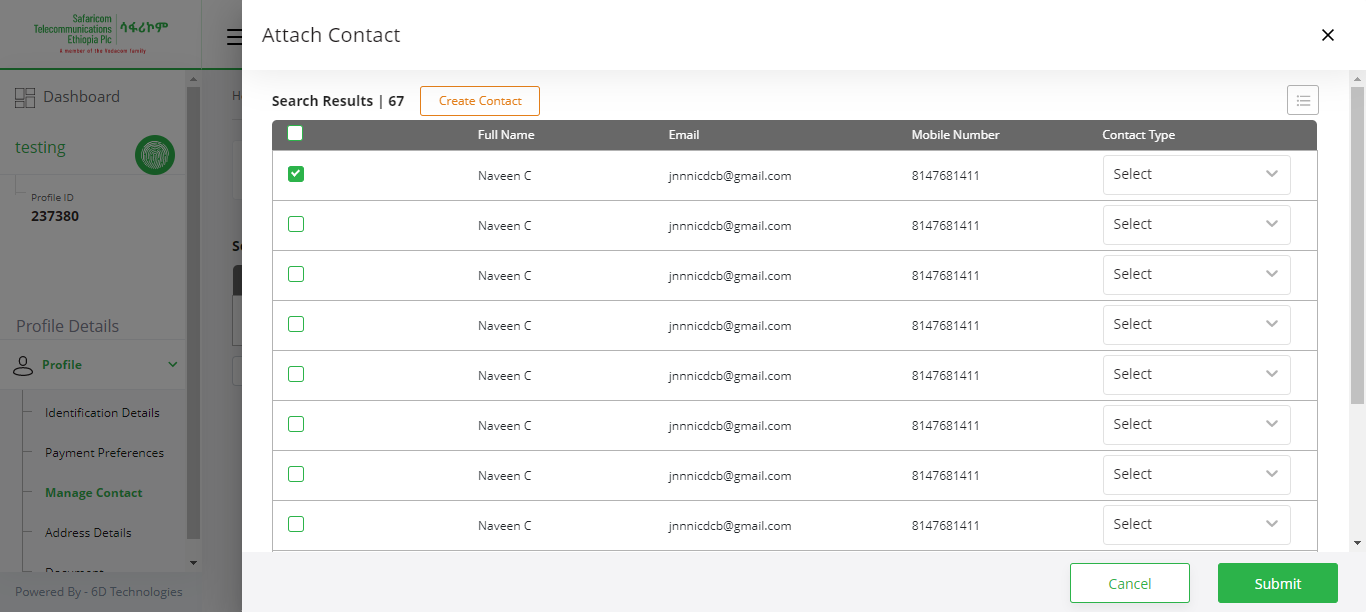 Safaricom
Telecommunications
Ethiopia Plc
ሳፋሪኮም
A member of the Vodacom family
Dashboard
testing
Profile ID
237380
Profile Details
Profile
Identification Details
Payment Preferences
Manage Contact
Address Details
Powered By - 6D Technologies
Attach Contact
Search Results | 67
Create Contact
Full Name Email Mobile Number Contact Type
Naveen C jnnnicdcb@gmail.com 8147681411 Select
Naveen C jnnnicdcb@gmail.com 8147681411 Select
Naveen C jnnnicdcb@gmail.com 8147681411 Select
Naveen C jnnnicdcb@gmail.com 8147681411 Select
Naveen C jnnnicdcb@gmail.com 8147681411 Select
Naveen C jnnnicdcb@gmail.com 8147681411 Select
Naveen C jnnnicdcb@gmail.com 8147681411 Select
Naveen C jnnnicdcb@gmail.com 8147681411 Select
Cancel
Submit